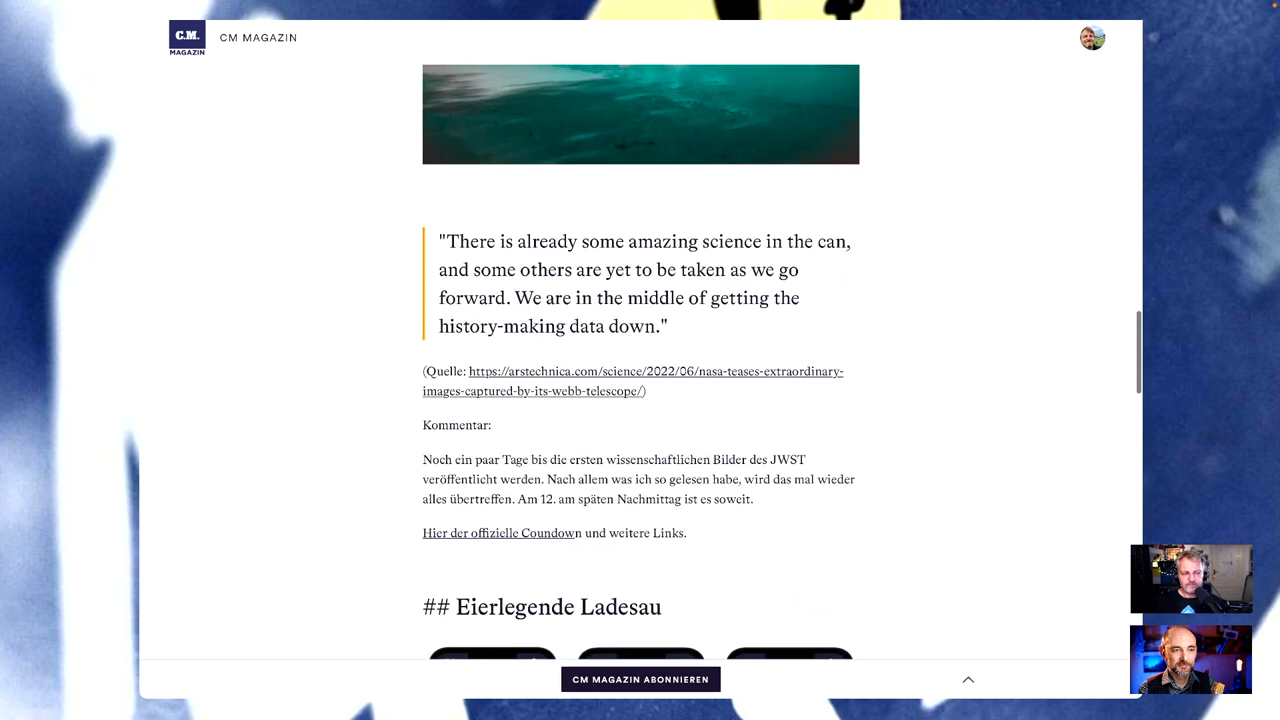 C.M.
MAGAZIN
CM MAGAZIN
"There is already some amazing science in the can,
and some others are yet to be taken as we go
forward. We are in the middle of getting the
history-making data down."
(Quelle: https://arstechnica.com/science/2022/06/nasa-teases-extraordinary-
images-captured-by-its-webb-telescope/)
Kommentar:
Noch ein paar Tage bis die ersten wissenschaftlichen Bilder des JWST
veröffentlicht werden. Nach allem was ich so gelesen habe, wird das mal wieder
alles übertreffen. Am 12. am späten Nachmittag ist es soweit.
Hier der offizielle Coundown und weitere Links.
## Eierlegende Ladesau
CM MAGAZIN ABONNIEREN